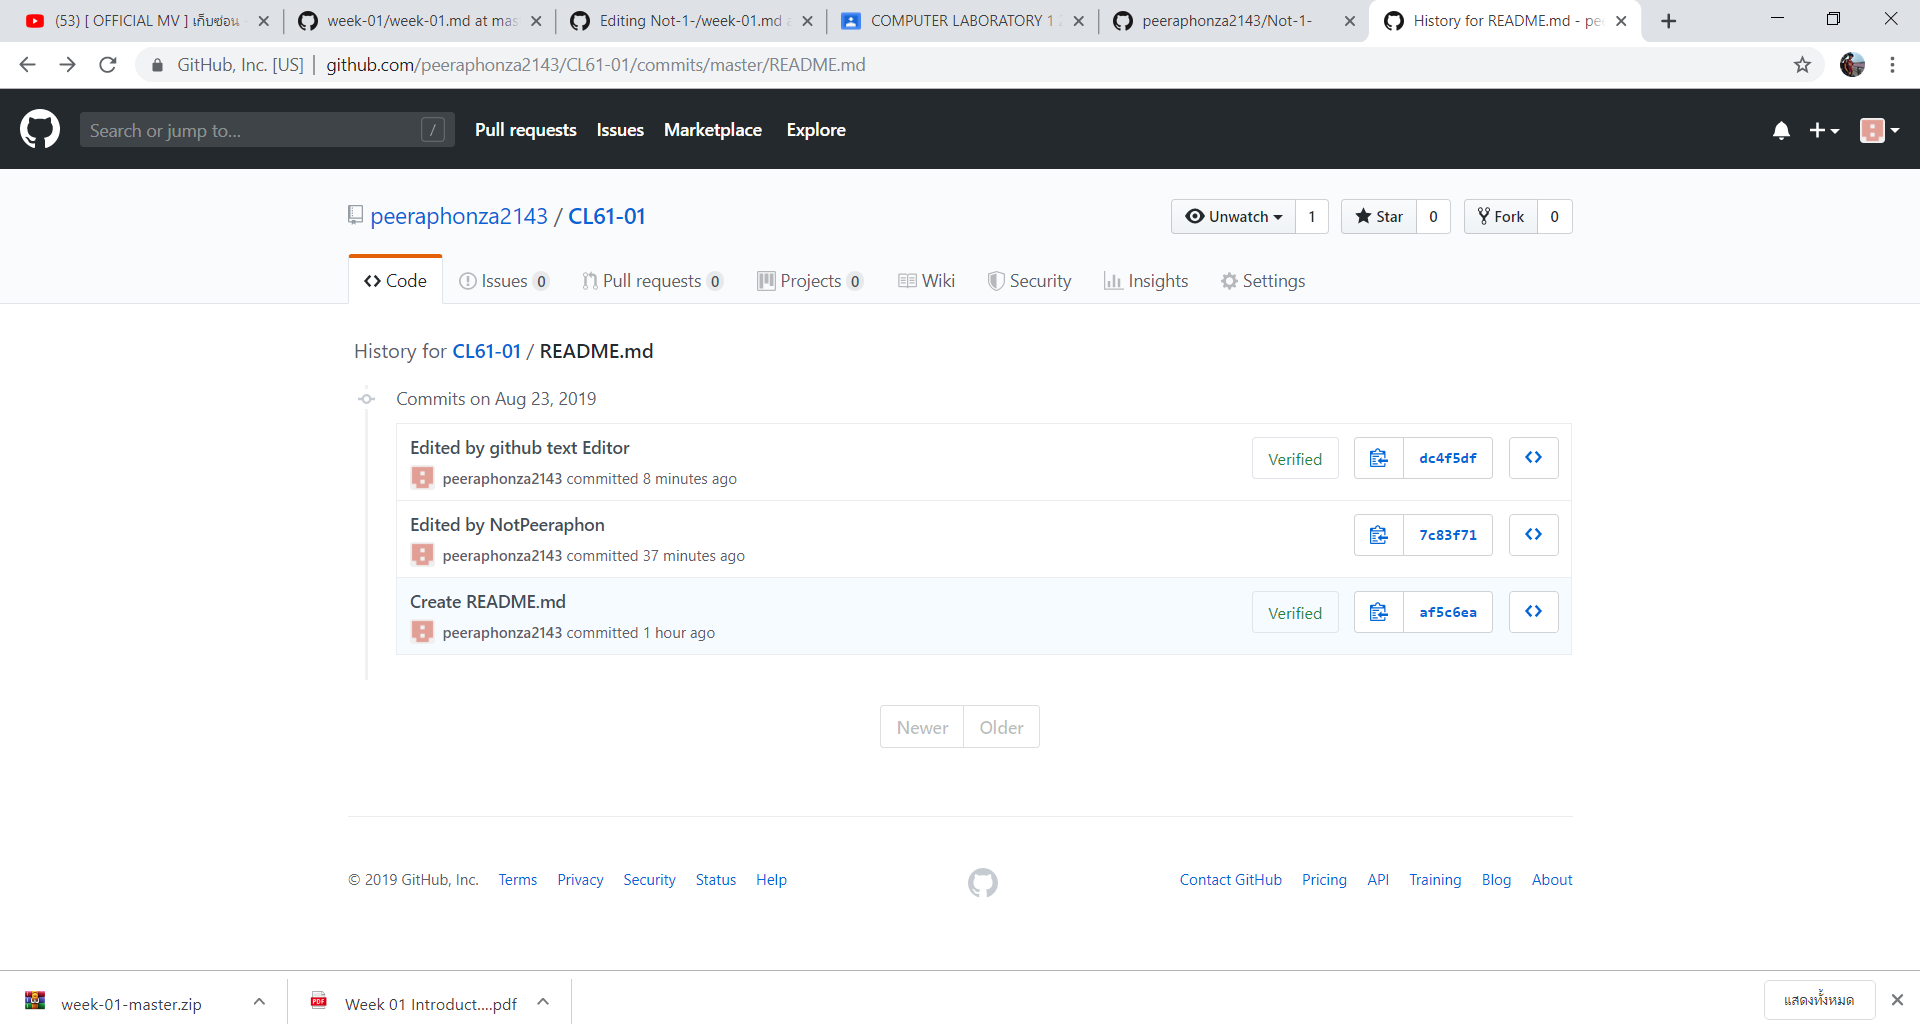 (53) [ OFFICIAL MV ] เก็บซ่อน
week-01/week-01.md at mas
Editing Not-1-/week-01.md
COMPUTER LABORATORY 1
peeraphonza2143/Not-1-
History for README.md - pee
GitHub, Inc. [US] | github.com/peeraphonza2143/CL61-01/commits/master/README.md
Search or jump to... /
Pull requests Issues Marketplace Explore
peeraphonza2143 / CL61-01
Unwatch 1
Star 0
Fork 0
Code
Issues 0
Pull requests 0
Projects 0
Wiki
Security
Insights
Settings
History for CL61-01 / README.md
Commits on Aug 23, 2019
Edited by github text Editor
peeraphonza2143 committed 8 minutes ago
Verified dc4f5df
Edited by NotPeeraphon
peeraphonza2143 committed 37 minutes ago
7c83f71
Create README.md
peeraphonza2143 committed 1 hour ago
Verified af5c6ea
Newer Older
© 2019 GitHub, Inc. Terms Privacy Security Status Help
Contact GitHub Pricing API Training Blog About
week-01-master.zip
PDF
Week 01 Introduct....pdf
แสดงทั้งหมด